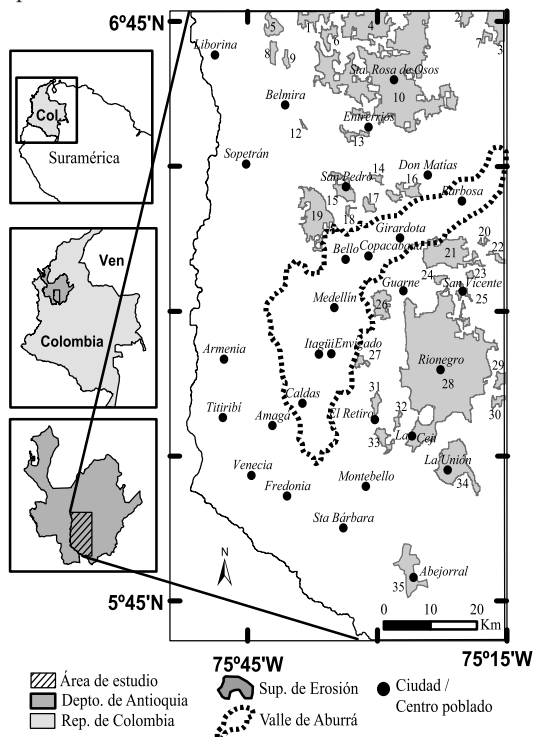 6°45'N
5
1
4
2
7
3
Liborina
6
8
9
Sta. Rosa de Osos
10
Col.
Belmira
12
Entrerrios
13
Suramérica
Sopetrán
14
Don Matías
San Pedro
16
Barbosa
15
17
19
18
Girardota
20
Ven
Bello
Copacabana
21
22
Guarne
24
23
San Vicente
25
Medellín
26
Colombia
Armenia
Itagüí
Envigado
27
Rionegro
28
29
Caldas
31
30
Titiribí
Amagá
El Retiro
32
33
La Ceja
Venecia
La Unión
34
Fredonia
Montebello
Sta Bárbara
N
Abejorral
35
5°45'N
0 10 20
Km
75°45'W
75°15'W
Área de estudio
Depto. de Antioquia
Rep. de Colombia
Sup. de Erosión
Valle de Aburrá
Ciudad /
Centro poblado